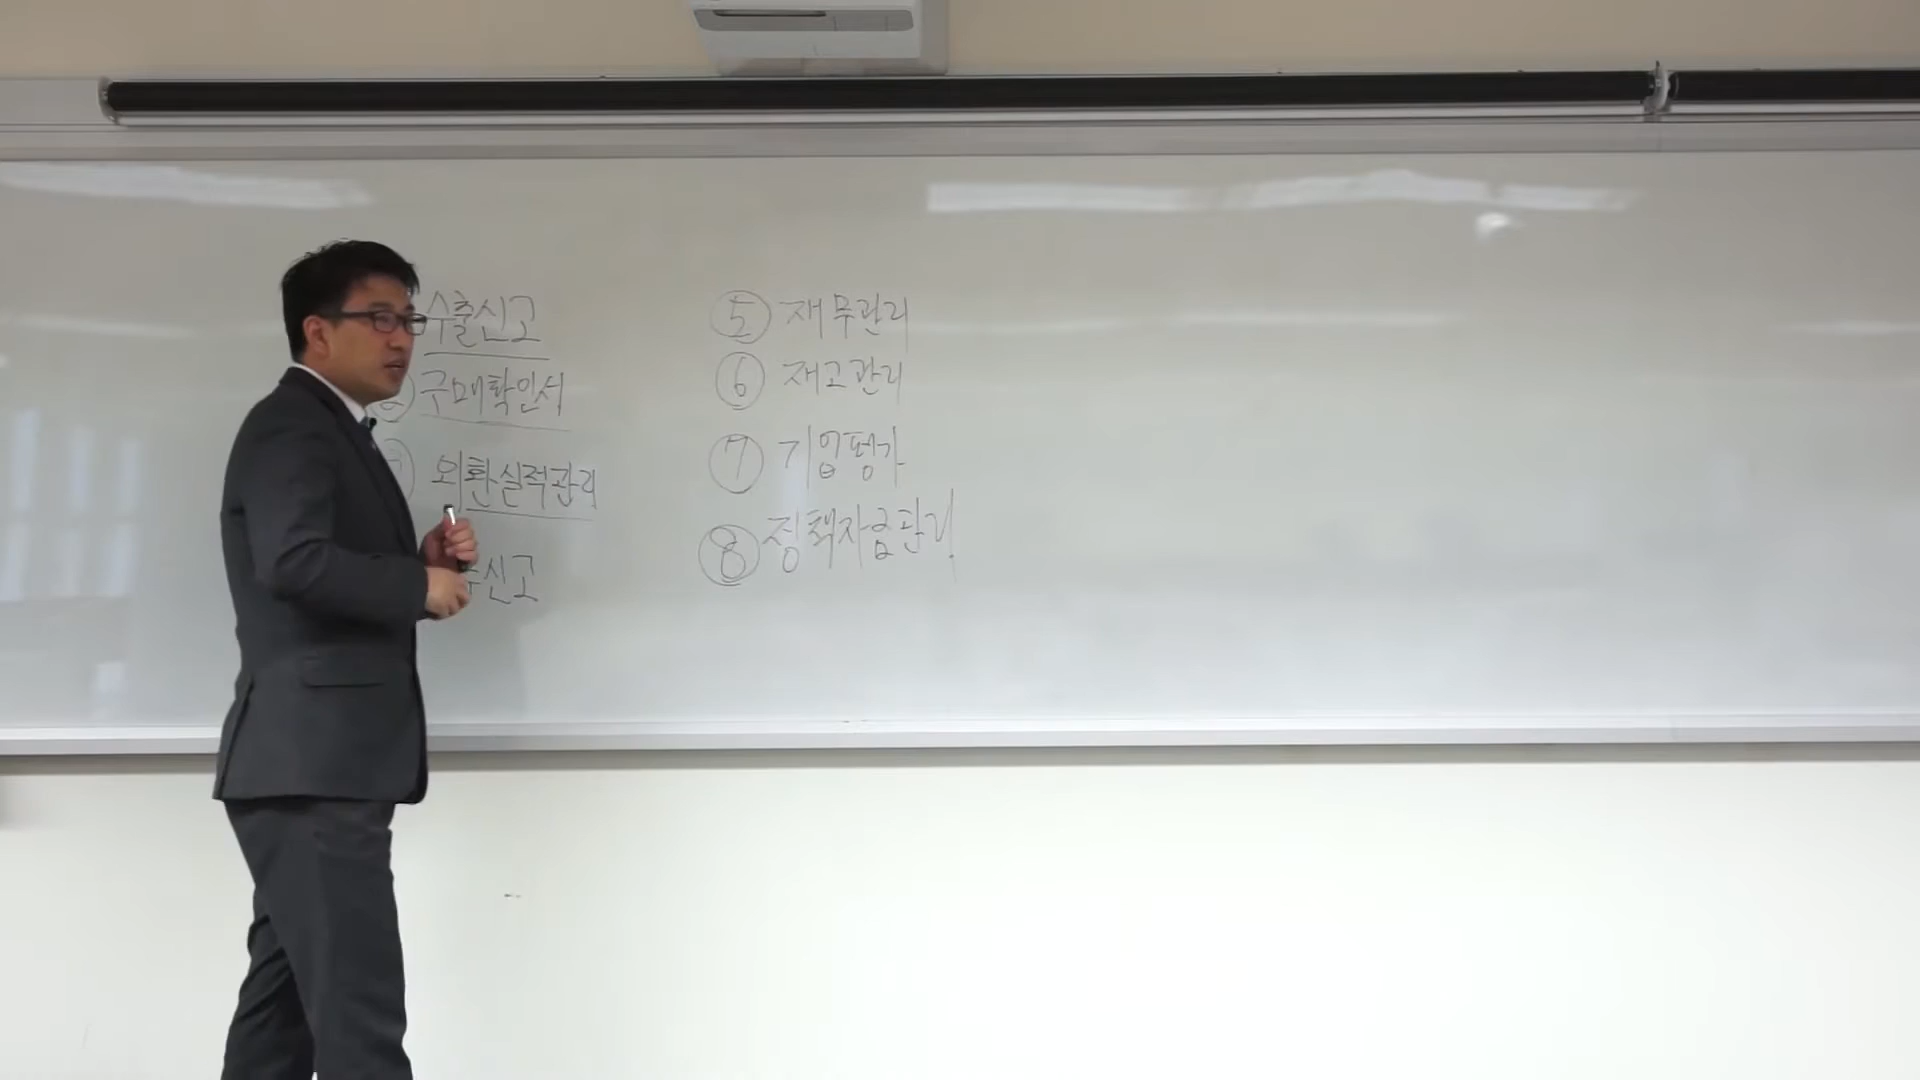 수출신고
② 구매확인서
외환실적관리
신고
⑤ 재무관리
⑥ 재고관리
⑦ 기업평가
⑧ 정책자금관리